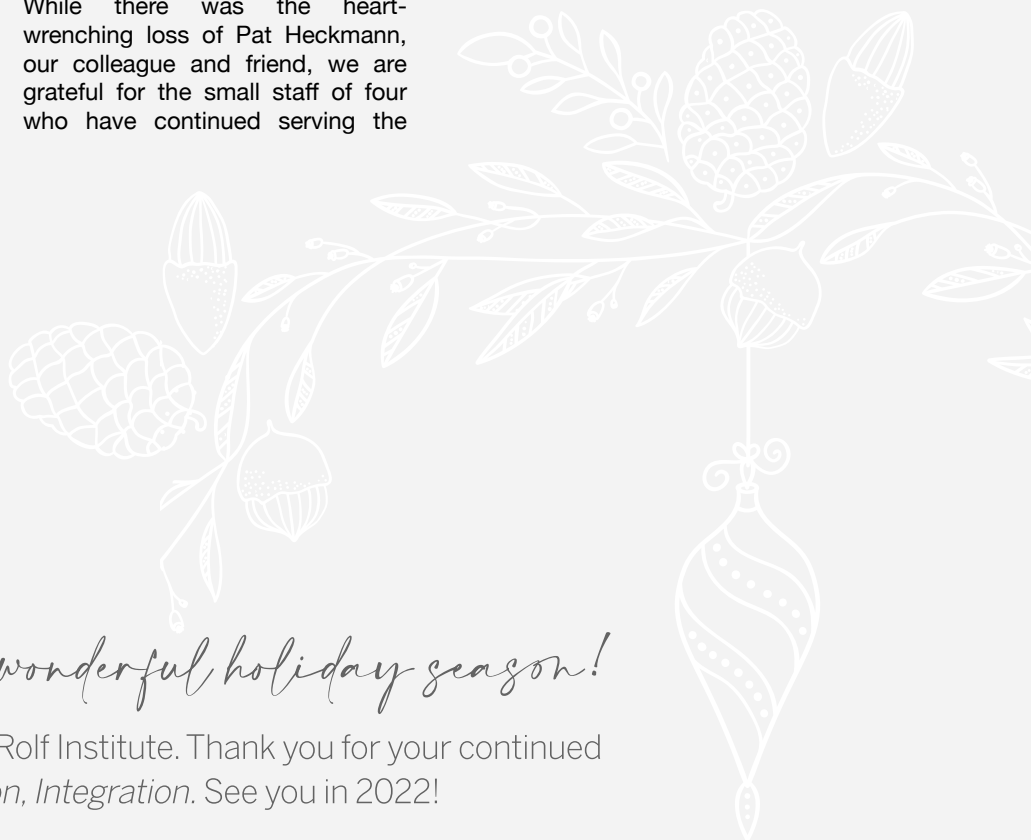 While there was the heart-
wrenching loss of Pat Heckmann,
our colleague and friend, we are
grateful for the small staff of four
who have continued serving the
wonderful holiday season!
Rolf Institute. Thank you for your continued
n, Integration. See you in 2022!